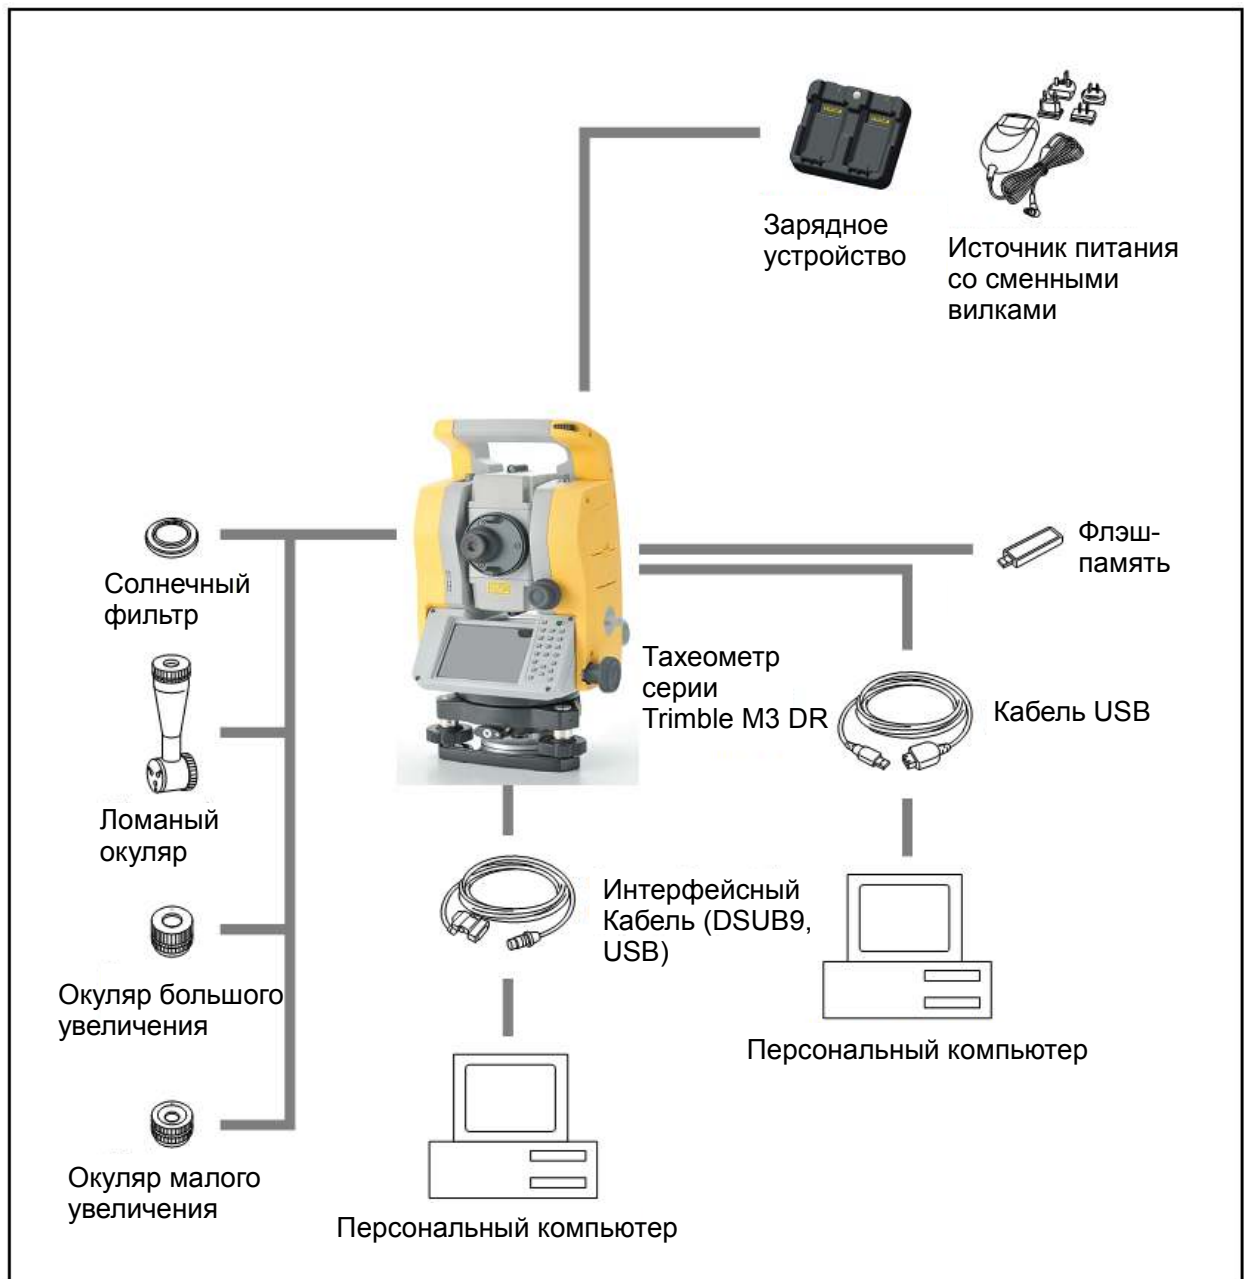 Зарядное
устройство
Источник питания
со сменными
вилками
Флэш-
память
Солнечный
фильтр
Тахеометр
серии
Trimble M3 DR
Кабель USB
Ломаный
окуляр
Интерфейсный
Кабель (DSUB9,
USB)
Окуляр большого
увеличения
Персональный компьютер
Окуляр малого
увеличения
Персональный компьютер